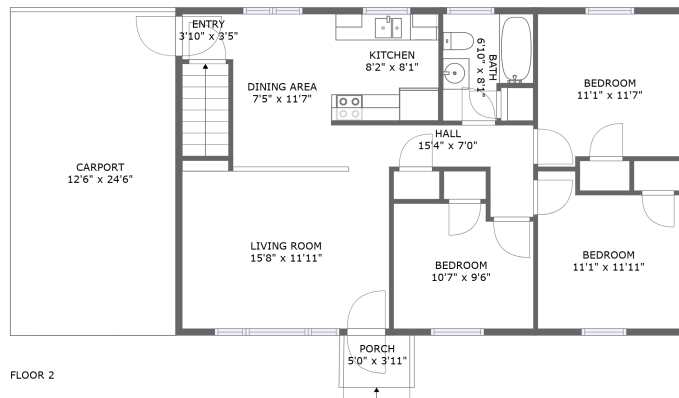 ENTRY
3'10" x 3'5"
KITCHEN
8'2" x 8'1"
BATH
6'10" x 8'1"
DINING AREA
7'5" x 11'7"
BEDROOM
11'1" x 11'7"
HALL
15'4" x 7'0"
CARPORT
12'6" x 24'6"
LIVING ROOM
15'8" x 11'11"
BEDROOM
10'7" x 9'6"
BEDROOM
11'1" x 11'11"
PORCH
5'0" x 3'11"
FLOOR 2